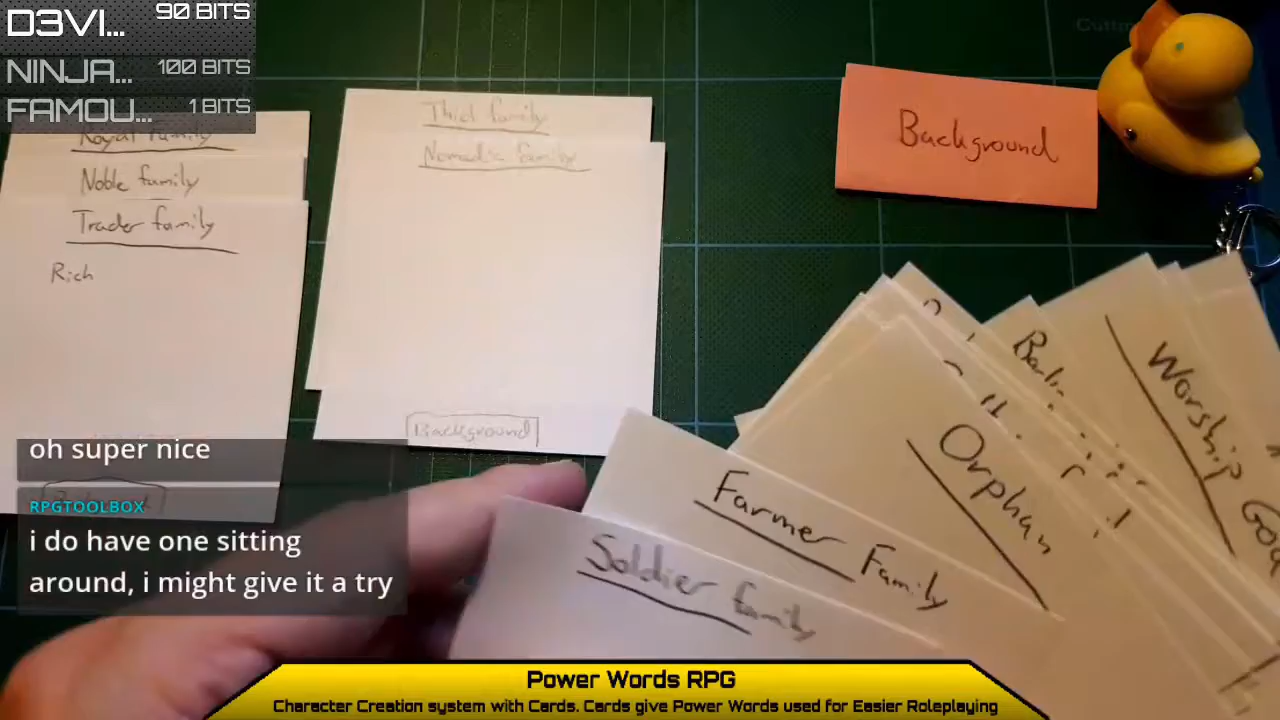 D3VI... 90 BITS
NINJA... 100 BITS
FAMOU... 1 BITS
Royal Family
Noble family
Trader family
Rich
Thief family
Nomadic family
Background
Background
Worship
Orphan
Farmer Family
Soldier family
oh super nice
RPGTOOLBOX
i do have one sitting
around, i might give it a try
Power Words RPG
Character Creation system with Cards. Cards give Power Words used for Easier Roleplaying